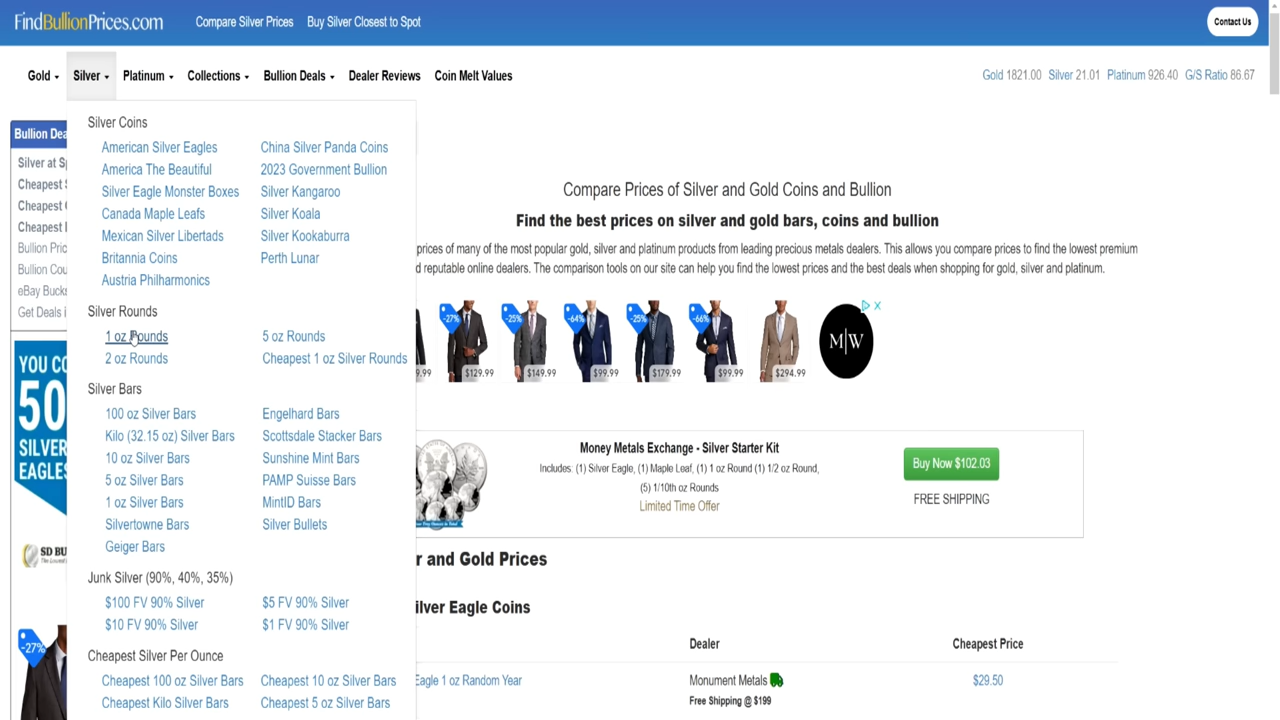 FindBullionPrices.com
Compare Silver Prices
Buy Silver Closest to Spot
Contact Us
Gold
Silver
Platinum
Collections
Bullion Deals
Dealer Reviews
Coin Melt Values
Gold 1821.00 Silver 21.01 Platinum 926.40 G/S Ratio 86.67
Silver Coins
American Silver Eagles
China Silver Panda Coins
America The Beautiful
2023 Government Bullion
Silver Eagle Monster Boxes
Silver Kangaroo
Canada Maple Leafs
Silver Koala
Mexican Silver Libertads
Silver Kookaburra
Britannia Coins
Perth Lunar
Austria Philharmonics
Silver Rounds
1 oz Rounds
5 oz Rounds
2 oz Rounds
Cheapest 1 oz Silver Rounds
Silver Bars
100 oz Silver Bars
Engelhard Bars
Kilo (32.15 oz) Silver Bars
Scottsdale Stacker Bars
10 oz Silver Bars
Sunshine Mint Bars
5 oz Silver Bars
PAMP Suisse Bars
1 oz Silver Bars
MintID Bars
Silvertowne Bars
Silver Bullets
Geiger Bars
Junk Silver (90%, 40%, 35%)
$100 FV 90% Silver
$5 FV 90% Silver
$10 FV 90% Silver
$1 FV 90% Silver
Cheapest Silver Per Ounce
Cheapest 100 oz Silver Bars
Cheapest 10 oz Silver Bars
Cheapest Kilo Silver Bars
Cheapest 5 oz Silver Bars
Bullion Dea
Silver at S
Cheapest
Cheapest
Cheapest
Bullion Pric
Bullion Cou
eBay Bucks
Get Deals i
YOU CO
50
SILVER
EAGLES
SD BU
-27%
Compare Prices of Silver and Gold Coins and Bullion
Find the best prices on silver and gold bars, coins and bullion
prices of many of the most popular gold, silver and platinum products from leading precious metals dealers. This allows you compare prices to find the lowest premium
d reputable online dealers. The comparison tools on our site can help you find the lowest prices and the best deals when shopping for gold, silver and platinum.
-27%
-25%
-64%
-25%
-66%
9.99
$129.99
$149.99
$99.99
$179.99
$99.99
$294.99
M|W
Money Metals Exchange - Silver Starter Kit
Includes: (1) Silver Eagle, (1) Maple Leaf, (1) 1 oz Round (1) 1/2 oz Round,
(5) 1/10th oz Rounds
Limited Time Offer
Buy Now $102.03
FREE SHIPPING
r and Gold Prices
ilver Eagle Coins
Dealer
Cheapest Price
Eagle 1 oz Random Year
Monument Metals
$29.50
Free Shipping @ $199